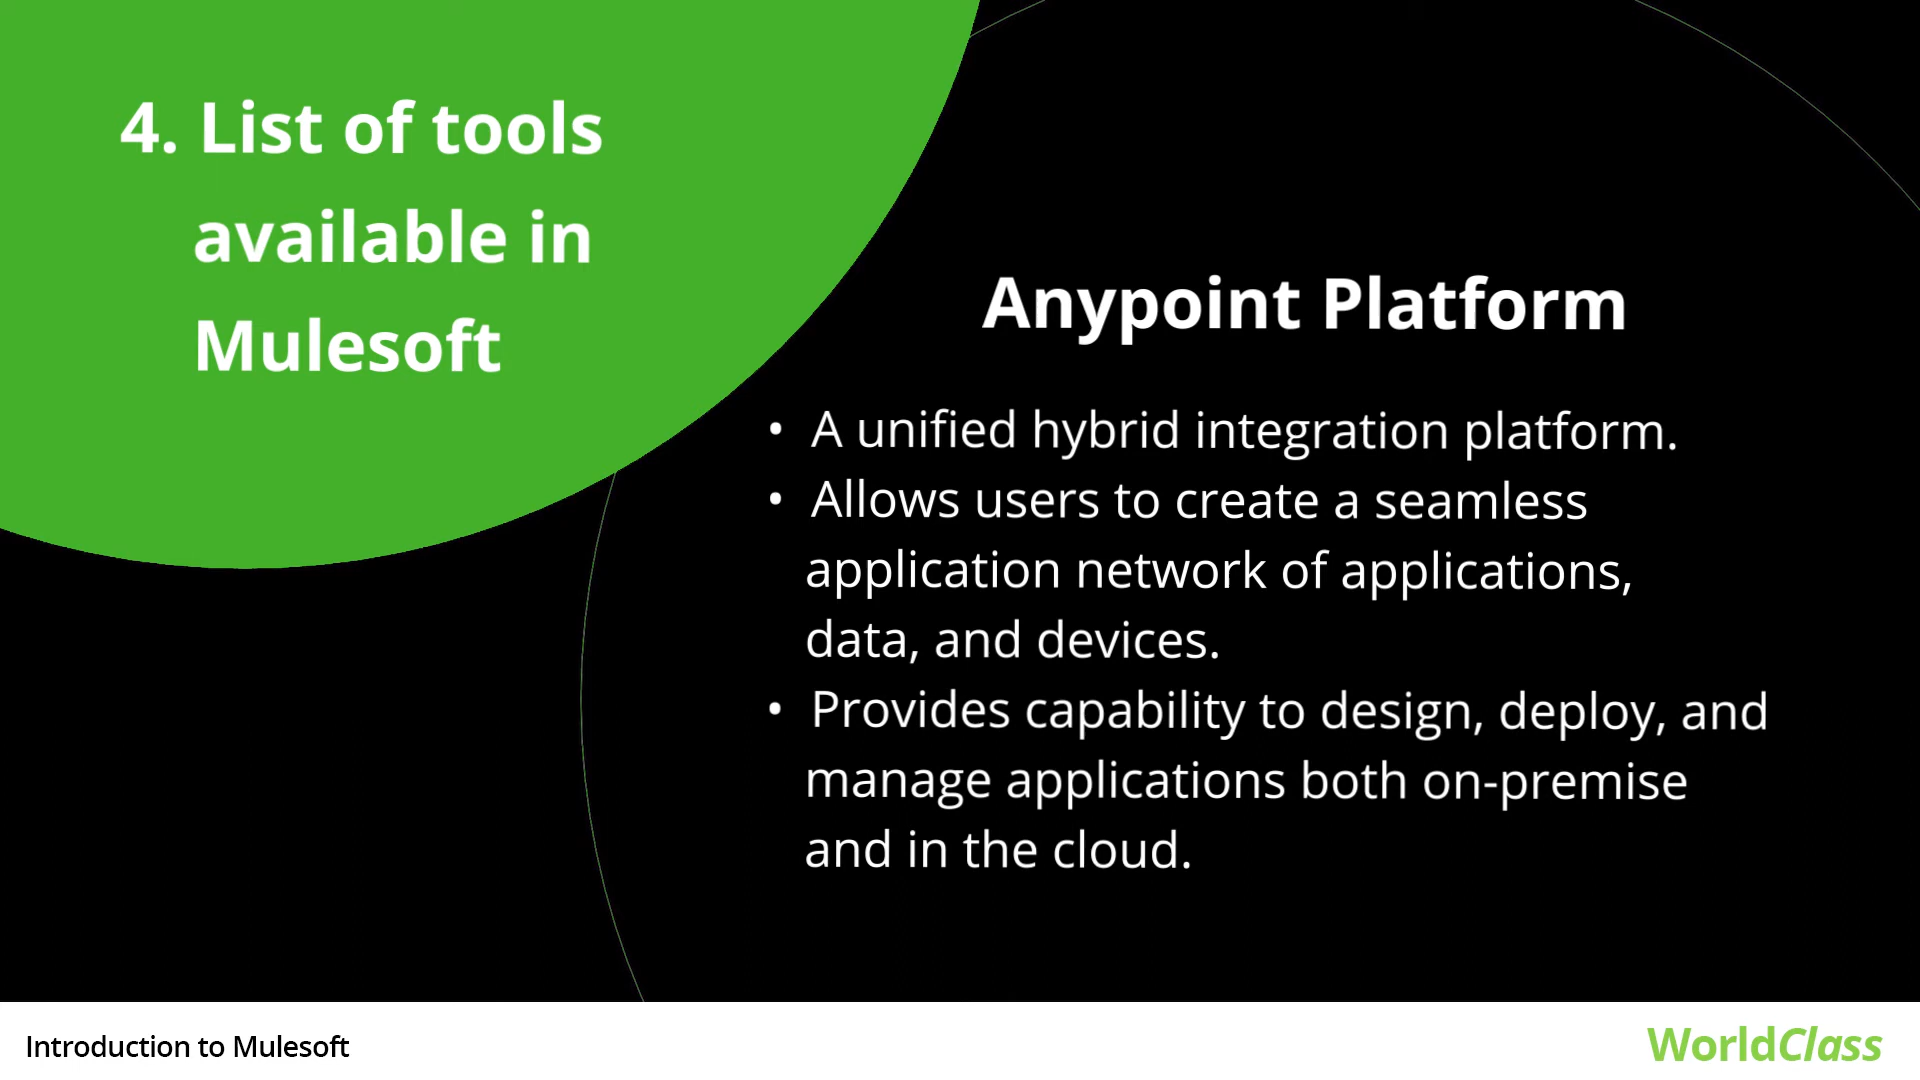 4. List of tools
available in
Mulesoft
Anypoint Platform
• A unified hybrid integration platform.
• Allows users to create a seamless
application network of applications,
data, and devices.
• Provides capability to design, deploy, and
manage applications both on-premise
and in the cloud.
Introduction to Mulesoft
WorldClass